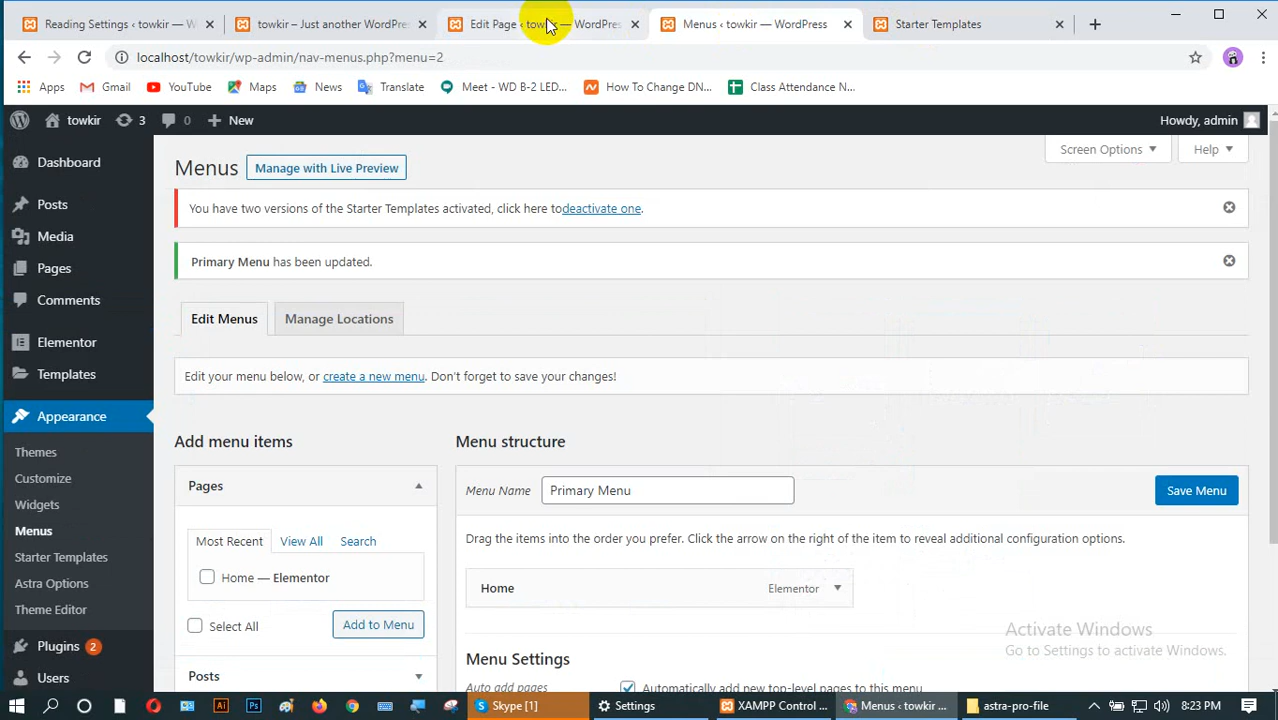 Reading Settings ‹ towkir — W
towkir – Just another WordPres
Edit Page ‹ towkir — WordPres
Menus ‹ towkir — WordPress
Starter Templates
localhost/towkir/wp-admin/nav-menus.php?menu=2
Apps
Gmail
YouTube
Maps
News
Translate
Meet - WD B-2 LED...
How To Change DN...
Class Attendance N...
towkir
3
0
New
Howdy, admin
Dashboard
Posts
Media
Pages
Comments
Elementor
Templates
Appearance
Themes
Customize
Widgets
Menus
Starter Templates
Astra Options
Theme Editor
Plugins 2
Users
Screen Options
Help
Menus
Manage with Live Preview
You have two versions of the Starter Templates activated, click here todeactivate one.
Primary Menu has been updated.
Edit Menus
Manage Locations
Edit your menu below, or create a new menu. Don't forget to save your changes!
Add menu items
Pages
Most Recent
View All
Search
Home — Elementor
Select All
Add to Menu
Posts
Menu structure
Menu Name
Primary Menu
Save Menu
Drag the items into the order you prefer. Click the arrow on the right of the item to reveal additional configuration options.
Home
Elementor
Menu Settings
Auto add pages
Automatically add new top-level pages to this menu
Activate Windows
Go to Settings to activate Windows.
Skype [1]
Settings
XAMPP Control ...
Menus ‹ towkir ...
astra-pro-file
8:23 PM